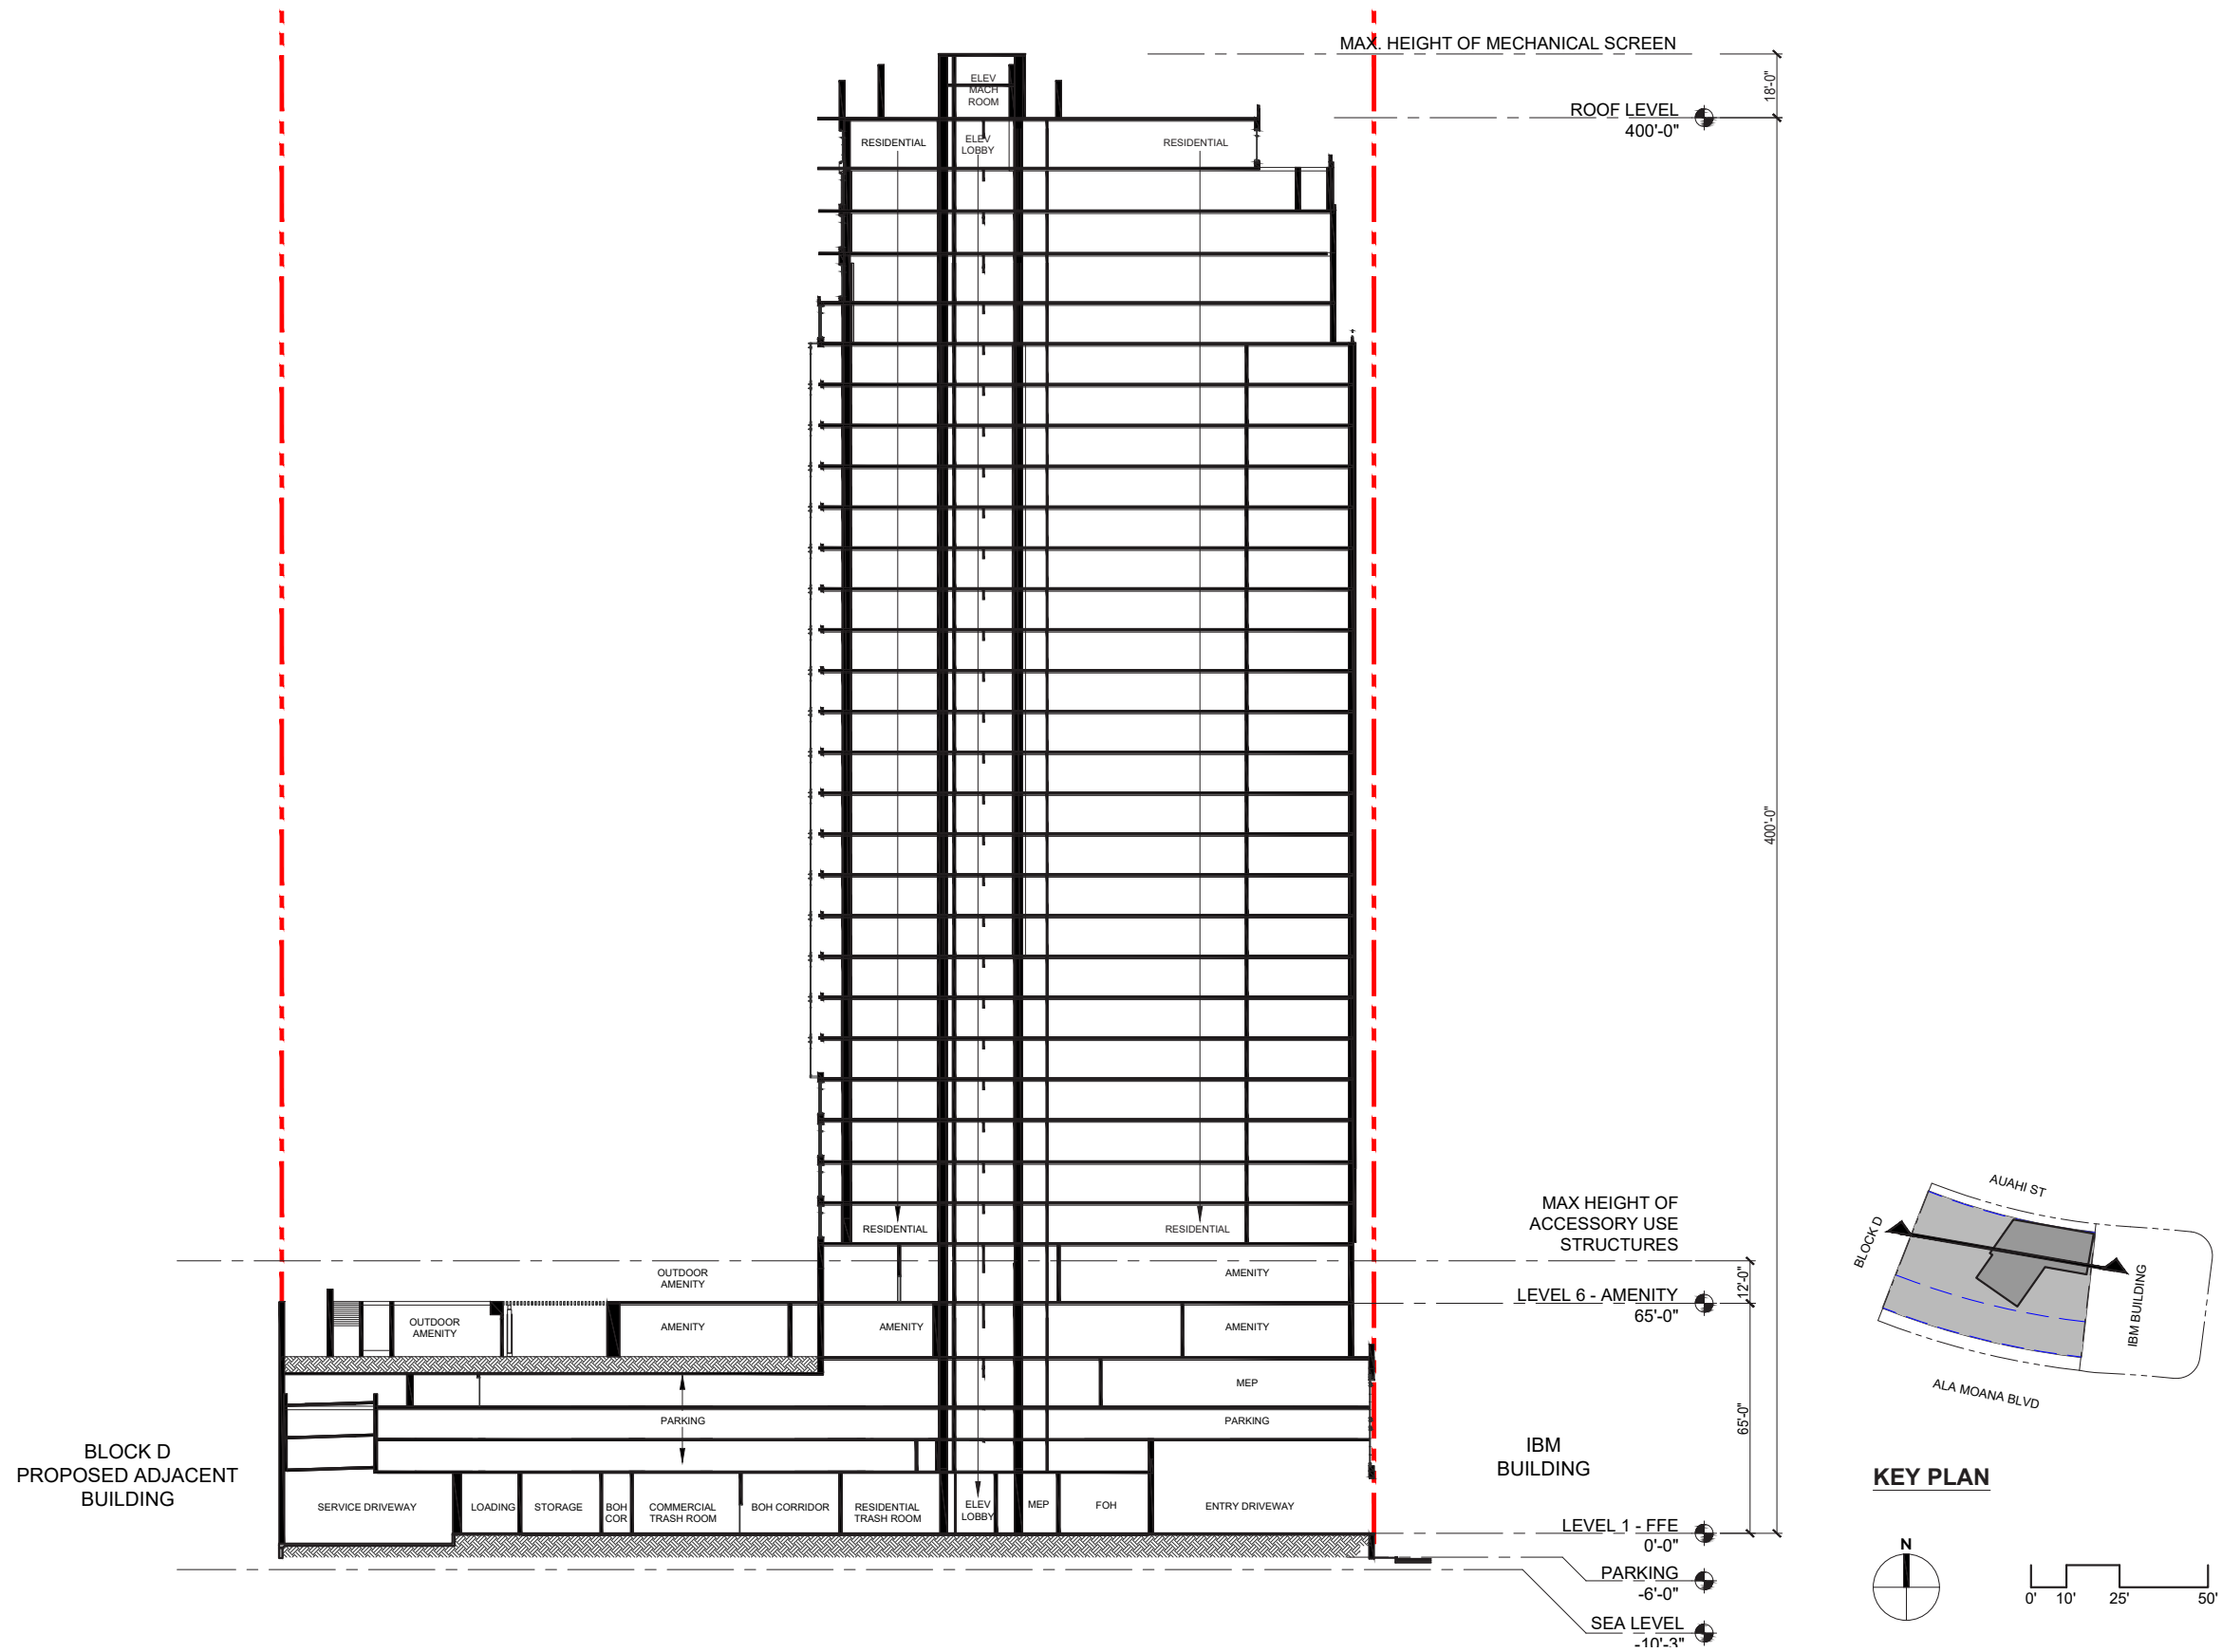 MAX. HEIGHT OF MECHANICAL SCREEN
18'-0"
ROOF LEVEL
400'-0"
ELEV
MACH
ROOM
RESIDENTIAL
ELEV
LOBBY
RESIDENTIAL
400'-0"
RESIDENTIAL
RESIDENTIAL
MAX HEIGHT OF
ACCESSORY USE
STRUCTURES
12'-0"
OUTDOOR
AMENITY
AMENITY
LEVEL 6 - AMENITY
65'-0"
OUTDOOR
AMENITY
AMENITY
AMENITY
AMENITY
MEP
PARKING
PARKING
65'-0"
BLOCK D
PROPOSED ADJACENT
BUILDING
IBM
BUILDING
SERVICE DRIVEWAY
LOADING
STORAGE
BOH
COR
COMMERCIAL
TRASH ROOM
BOH CORRIDOR
RESIDENTIAL
TRASH ROOM
ELEV
LOBBY
MEP
FOH
ENTRY DRIVEWAY
LEVEL 1 - FFE
0'-0"
PARKING
-6'-0"
SEA LEVEL
-10'-3"
AUAHI ST
BLOCK D
IBM BUILDING
ALA MOANA BLVD
KEY PLAN
N
0' 10' 25' 50'